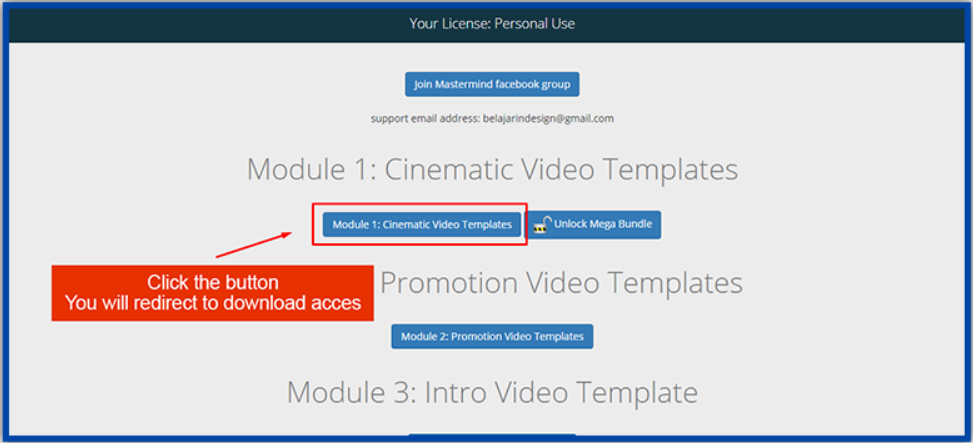 Your License: Personal Use
Join Mastermind facebook group
support email address: belajarindesign@gmail.com
Module 1: Cinematic Video Templates
Module 1: Cinematic Video Templates
Unlock Mega Bundle
Click the button
You will redirect to download acces
Promotion Video Templates
Module 2: Promotion Video Templates
Module 3: Intro Video Template